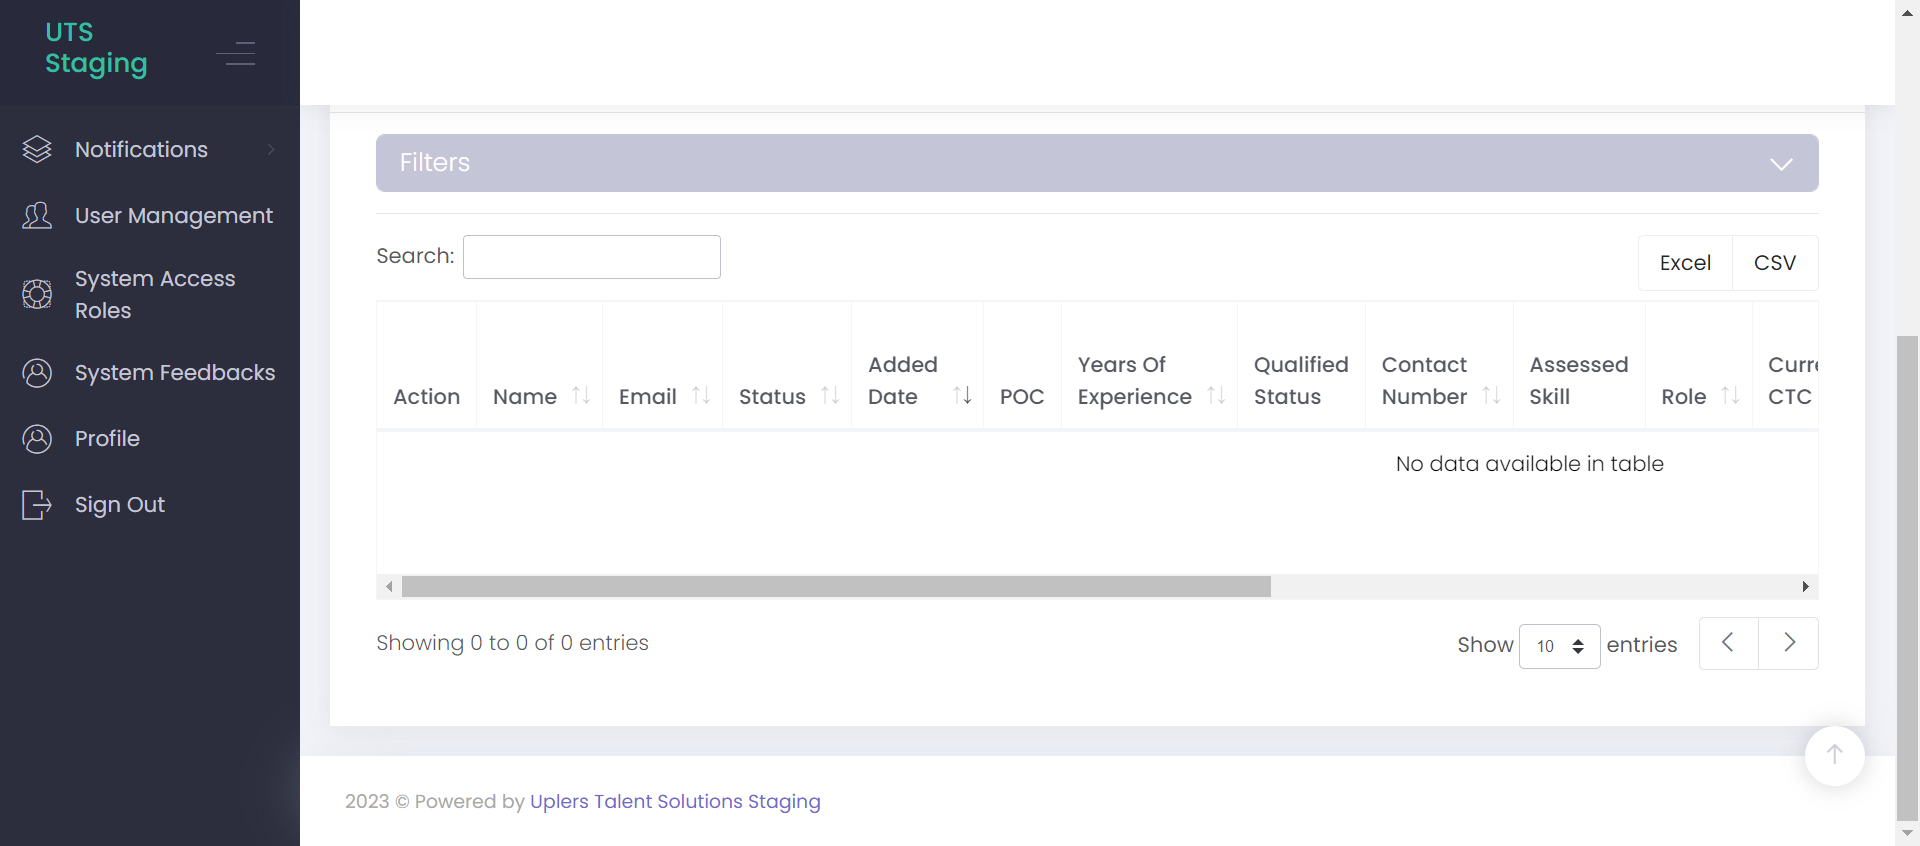 UTS
Staging
Notifications
User Management
System Access
Roles
System Feedbacks
Profile
Sign Out
Filters
Search:
Excel CSV
Action Name Email Status Added Date POC Years Of Experience Qualified Status Contact Number Assessed Skill Role Curre CTC
No data available in table
Showing 0 to 0 of 0 entries
Show 10 entries
2023 © Powered by Uplers Talent Solutions Staging